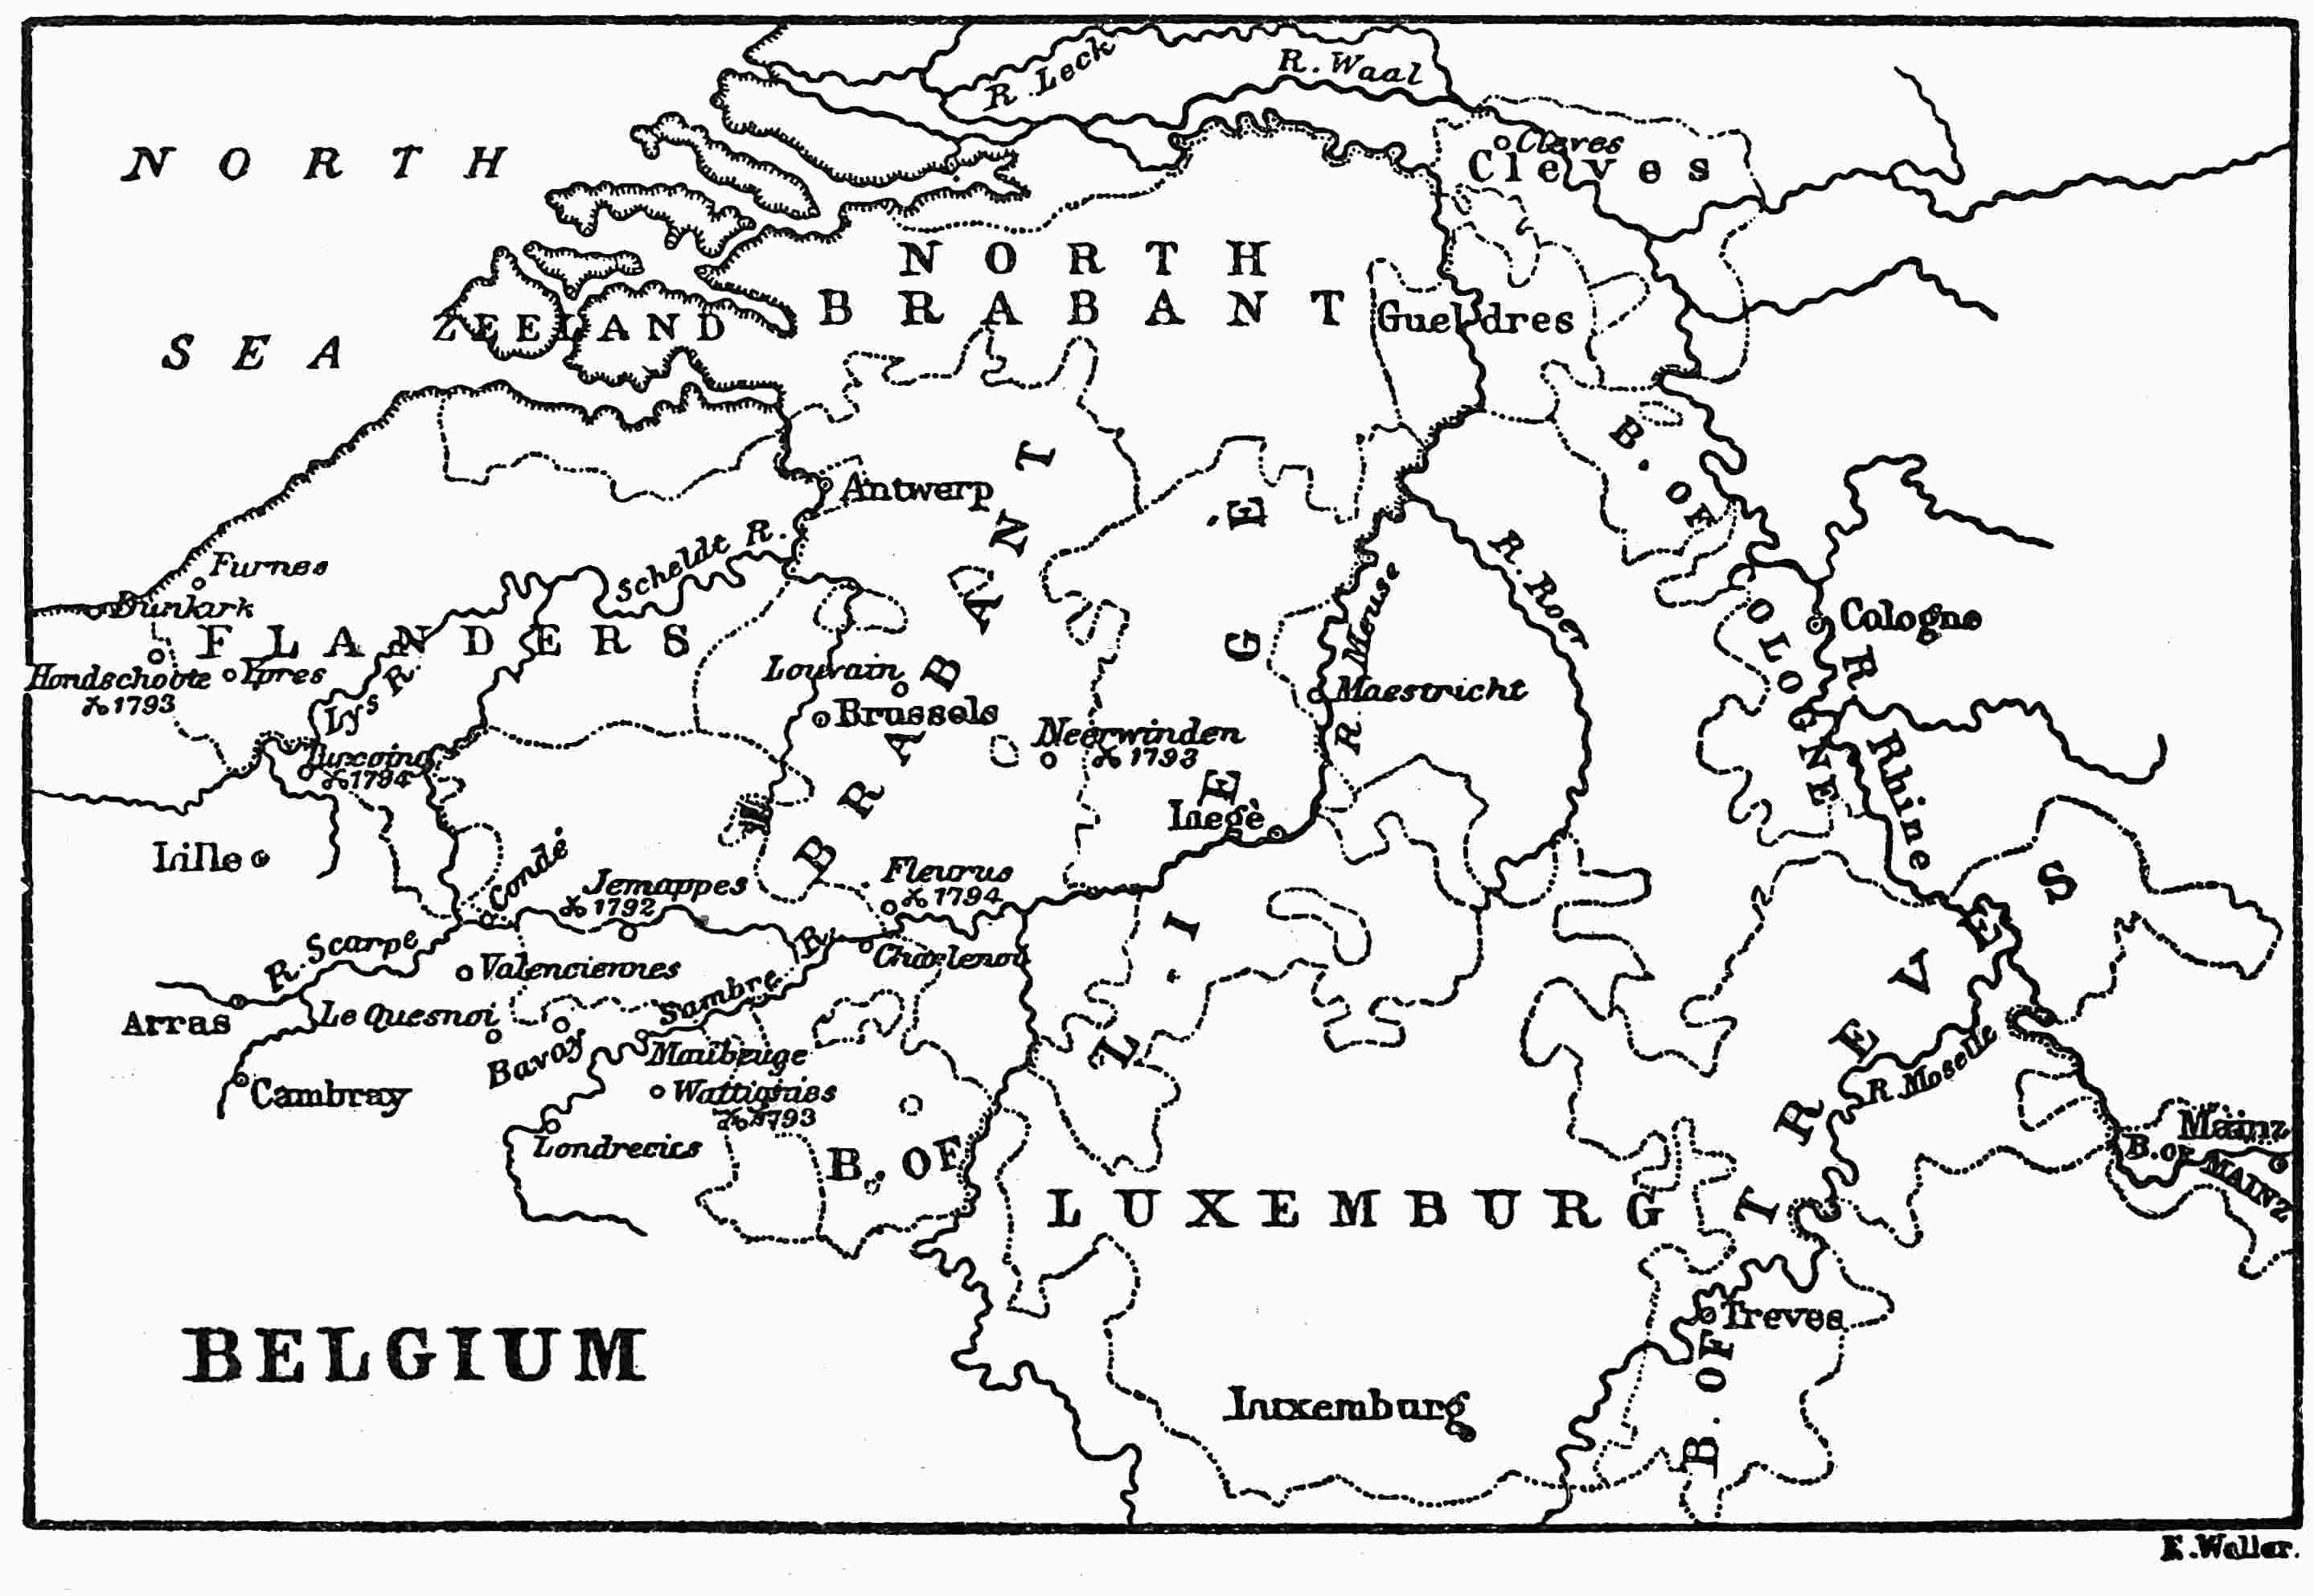 R. Leck
R. Waal
NORTH
SEA
Cleves
Cleves
NORTH
BRABANT
Gueldres
ZEELAND
Antwerp
B. OF COLOGNE
Scheldt R.
R. Roer
Furnes
Dunkirk
FLANDERS
Cologne
Hondschoote
1793
Ypres
Lys R.
Louvain
Brussels
BRABANT
Meuse R.
Maestricht
Neerwinden
1793
R. Rhine
Tuxcoing
1794
LIEGE
Liegè
Lille
Condé
Jemappes
1792
Fleurus
1794
R. Scarpe
Valenciennes
Sambre R.
Charleroi
Arras
Le Quesnoi
Bavay
Maubeuge
Cambray
Wattignies
1793
Londrecies
B. OF
LUXEMBURG
B. OF TREVES
R. Moselle
Mainz
B. OF MAINZ
Treves
BELGIUM
Luxemburg
E. Weller.